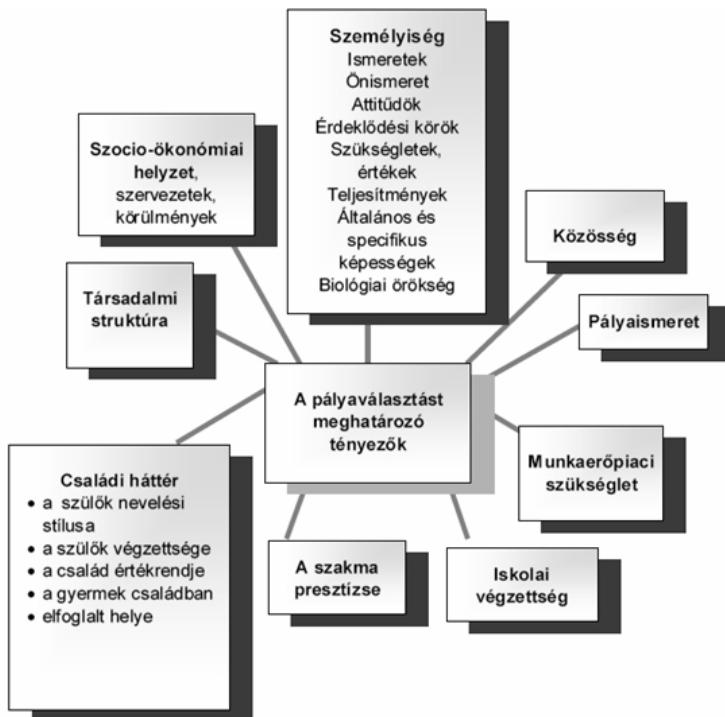 Személyiség
Ismeretek
Önismeret
Attitűdök
Érdeklődési körök
Szükségletek,
értékek
Teljesítmények
Általános és
specifikus
képességek
Biológiai örökség
Szocio-ökonómiai
helyzet,
szervezetek,
körülmények
Közösség
Társadalmi
struktúra
Pályaismeret
A pályaválasztást
meghatározó
tényezők
Munkaerőpiaci
szükséglet
Családi háttér
• a szülők nevelési
stílusa
• a szülők végzettsége
• a család értékrendje
• a gyermek családban
• elfoglalt helye
A szakma
presztízse
Iskolai
végzettség